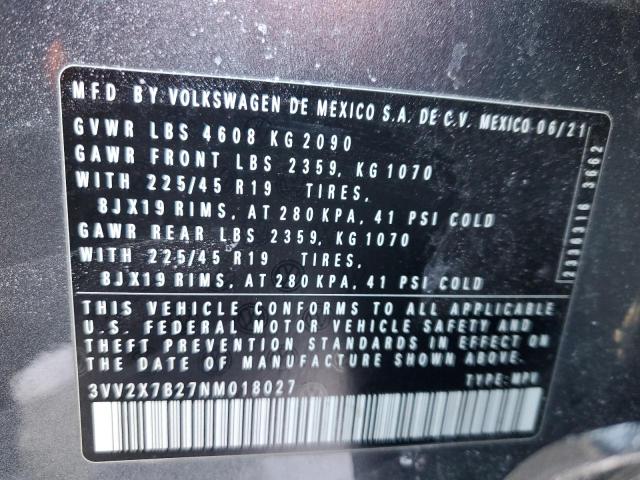 MFD BY VOLKSWAGEN DE MEXICO S.A. DE C.V. MEXICO 06/21
GVWR LBS 4608 KG 2090
GAWR FRONT LBS 2359, KG 1070
WITH 225/45 R19 TIRES,
8JX19 RIMS, AT 280 KPA, 41 PSI COLD
GAWR REAR LBS 2359, KG 1070
WITH 225/45 R19 TIRES,
8JX19 RIMS, AT 280 KPA, 41 PSI COLD
THIS VEHICLE CONFORMS TO ALL APPLICABLE
U.S. FEDERAL MOTOR VEHICLE SAFETY AND
THEFT PREVENTION STANDARDS IN EFFECT ON
THE DATE OF MANUFACTURE SHOWN ABOVE.
3VV2X7B27NM018027 TYPE: MPV
2336316 3662